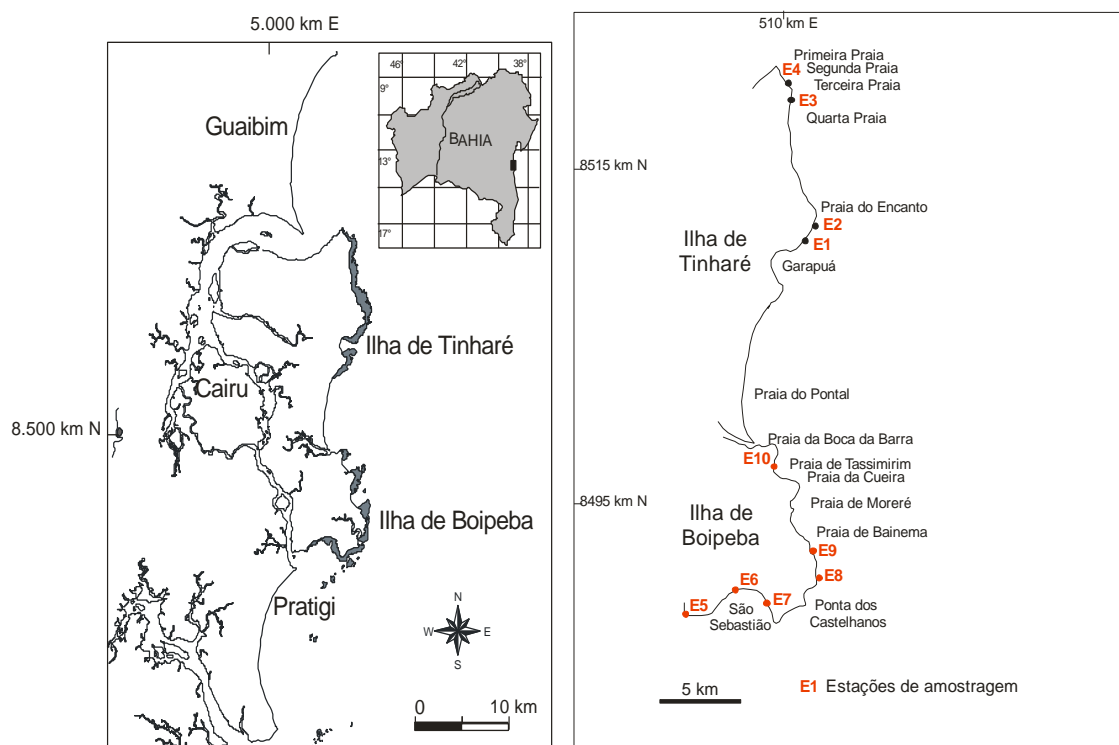 5.000 km E
Guaibim
46°
42°
38°
9°
BAHIA
13°
17°
Ilha de Tinharé
Cairu
8.500 km N
Ilha de Boipeba
Pratigi
N
W
E
S
0
10 km
510 km E
Primeira Praia
E4
Segunda Praia
Terceira Praia
E3
Quarta Praia
8515 km N
Praia do Encanto
E2
Ilha de
Tinharé
E1
Garapuá
Praia do Pontal
Praia da Boca da Barra
E10
Praia de Tassimirim
Praia da Cueira
8495 km N
Praia de Moreré
Ilha de
Boipeba
Praia de Bainema
E9
E8
E6
E5
E7
São
Sebastião
Ponta dos
Castelhanos
5 km
E1 Estações de amostragem